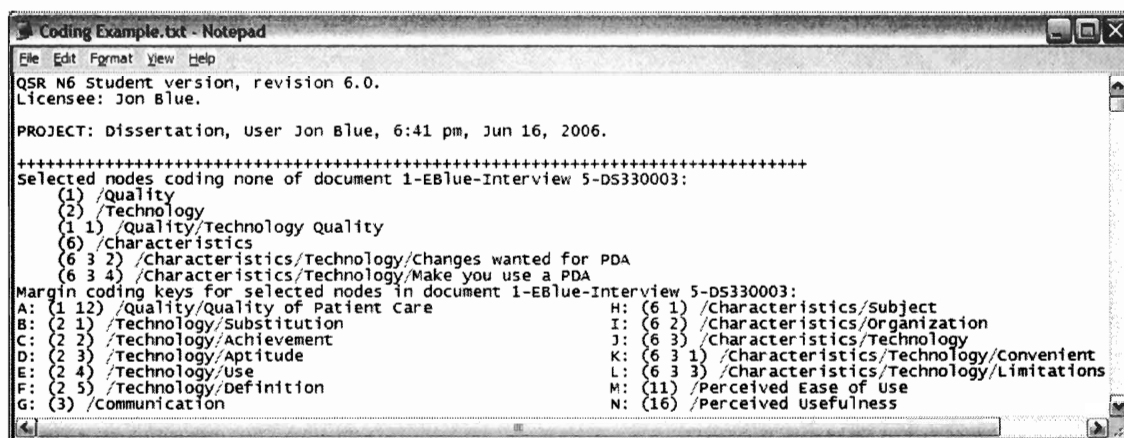 Coding Example.txt - Notepad
File Edit Format View Help
QSR N6 Student version, revision 6.0.
Licensee: Jon Blue.
PROJECT: Dissertation, User Jon Blue, 6:41 pm, Jun 16, 2006.
++++++++++++++++++++++++++++++++++++++++++++++++++++++++++++++++++++++++++++++++
Selected nodes coding none of document 1-EBlue-Interview 5-DS330003:
(1) /Quality
(2) /Technology
(1 1) /Quality/Technology Quality
(6) /Characteristics
(6 3 2) /Characteristics/Technology/Changes wanted for PDA
(6 3 4) /Characteristics/Technology/Make you use a PDA
Margin coding keys for selected nodes in document 1-EBlue-Interview 5-DS330003:
A: (1 12) /Quality/Quality of Patient Care H: (6 1) /Characteristics/Subject
B: (2 1) /Technology/Substitution I: (6 2) /Characteristics/Organization
C: (2 2) /Technology/Achievement J: (6 3) /Characteristics/Technology
D: (2 3) /Technology/Aptitude K: (6 3 1) /Characteristics/Technology/Convenient
E: (2 4) /Technology/Use L: (6 3 3) /Characteristics/Technology/Limitations
F: (2 5) /Technology/Definition M: (11) /Perceived Ease of Use
G: (3) /Communication N: (16) /Perceived Usefulness